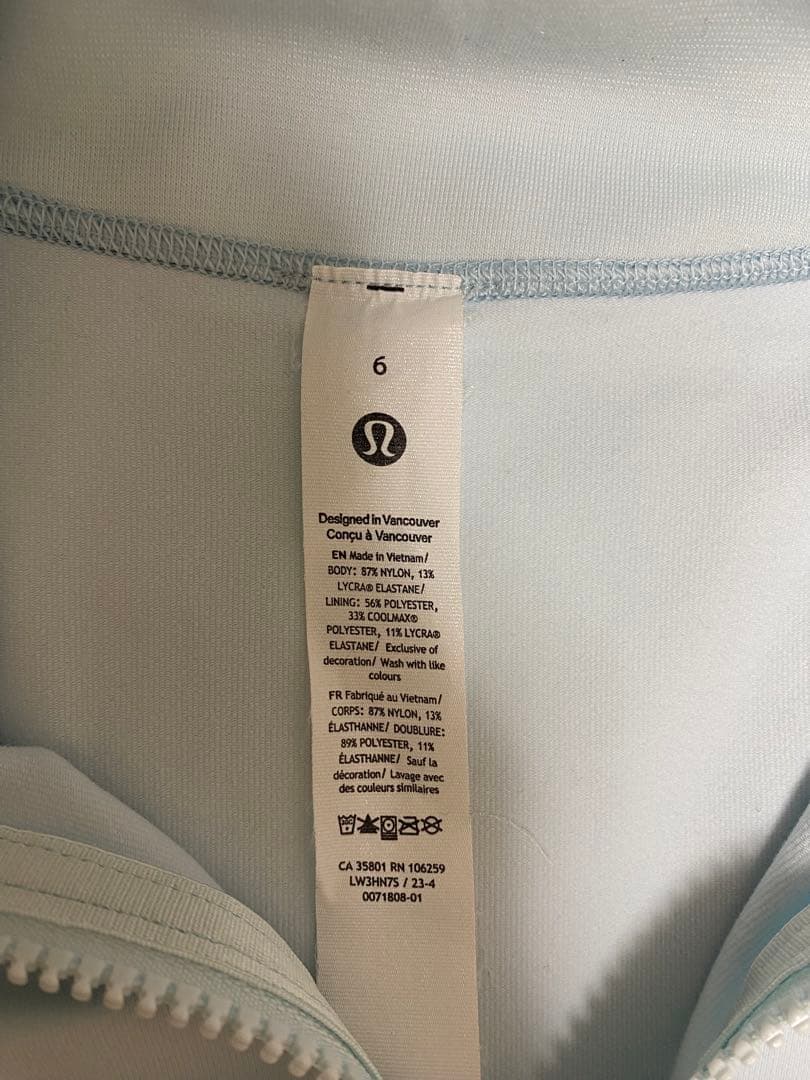 6
Designed in Vancouver
Conçu à Vancouver
EN Made in Vietnam/
BODY: 87% NYLON, 13%
LYCRA® ELASTANE/
LINING: 56% POLYESTER,
33% COOLMAX®
POLYESTER, 11% LYCRA®
ELASTANE/ Exclusive of
decoration/ Wash with like
colours
FR Fabriqué au Vietnam/
CORPS: 87% NYLON, 13%
ÉLASTHANNE/ DOUBLURE:
89% POLYESTER, 11%
ÉLASTHANNE/ Sauf la
décoration/ Lavage avec
des couleurs similaires
CA 35801 RN 106259
LW3HN7S / 23-4
0071808-01